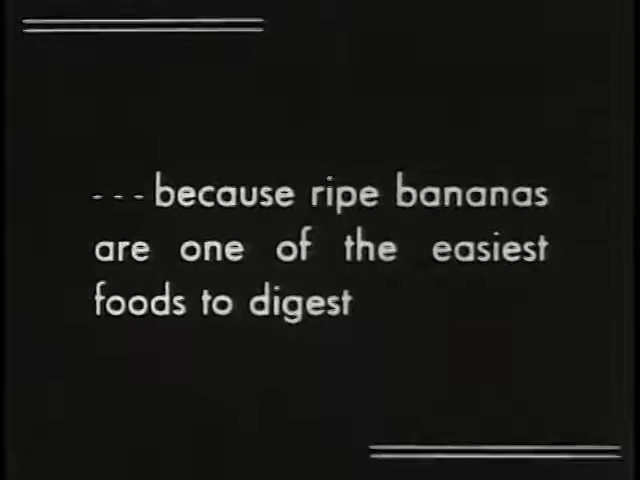 - - - because ripe bananas
are one of the easiest
foods to digest